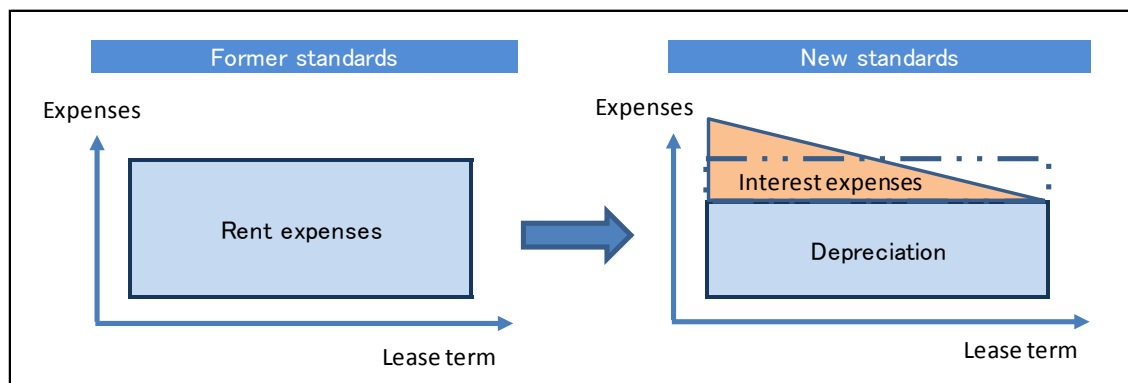 Former standards
New standards
Expenses
Expenses
Interest expenses
Rent expenses
Depreciation
Lease term
Lease term